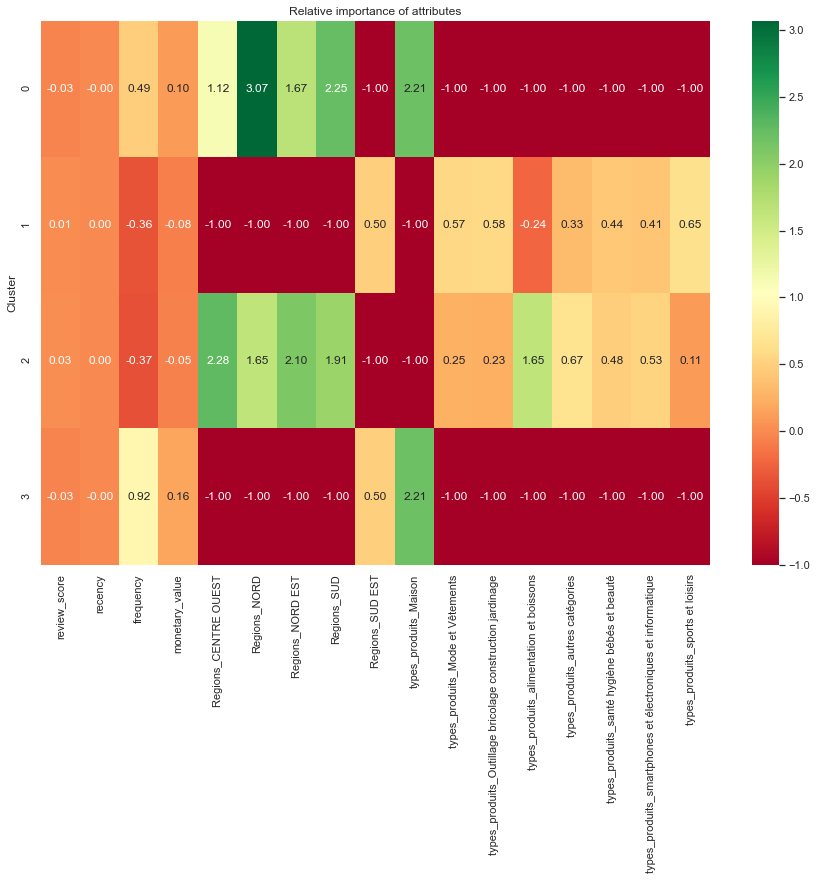 Relative importance of attributes
0 -0.03 -0.00 0.49 0.10 1.12 3.07 1.67 2.25 -1.00 2.21 -1.00 -1.00 -1.00 -1.00 -1.00 -1.00 -1.00
1 0.01 0.00 -0.36 -0.08 -1.00 -1.00 -1.00 -1.00 0.50 -1.00 0.57 0.58 -0.24 0.33 0.44 0.41 0.65
Cluster
2 0.03 0.00 -0.37 -0.05 2.28 1.65 2.10 1.91 -1.00 -1.00 0.25 0.23 1.65 0.67 0.48 0.53 0.11
3 -0.03 -0.00 0.92 0.16 -1.00 -1.00 -1.00 -1.00 0.50 2.21 -1.00 -1.00 -1.00 -1.00 -1.00 -1.00 -1.00
review_score
recency
frequency
monetary_value
Regions_CENTRE OUEST
Regions_NORD
Regions_NORD EST
Regions_SUD
Regions_SUD EST
types_produits_Maison
types_produits_Mode et Vêtements
types_produits_Outillage bricolage construction jardinage
types_produits_alimentation et boissons
types_produits_autres catégories
types_produits_santé hygiène bébés et beauté
types_produits_smartphones et électroniques et informatique
types_produits_sports et loisirs
3.0
2.5
2.0
1.5
1.0
0.5
0.0
−0.5
−1.0